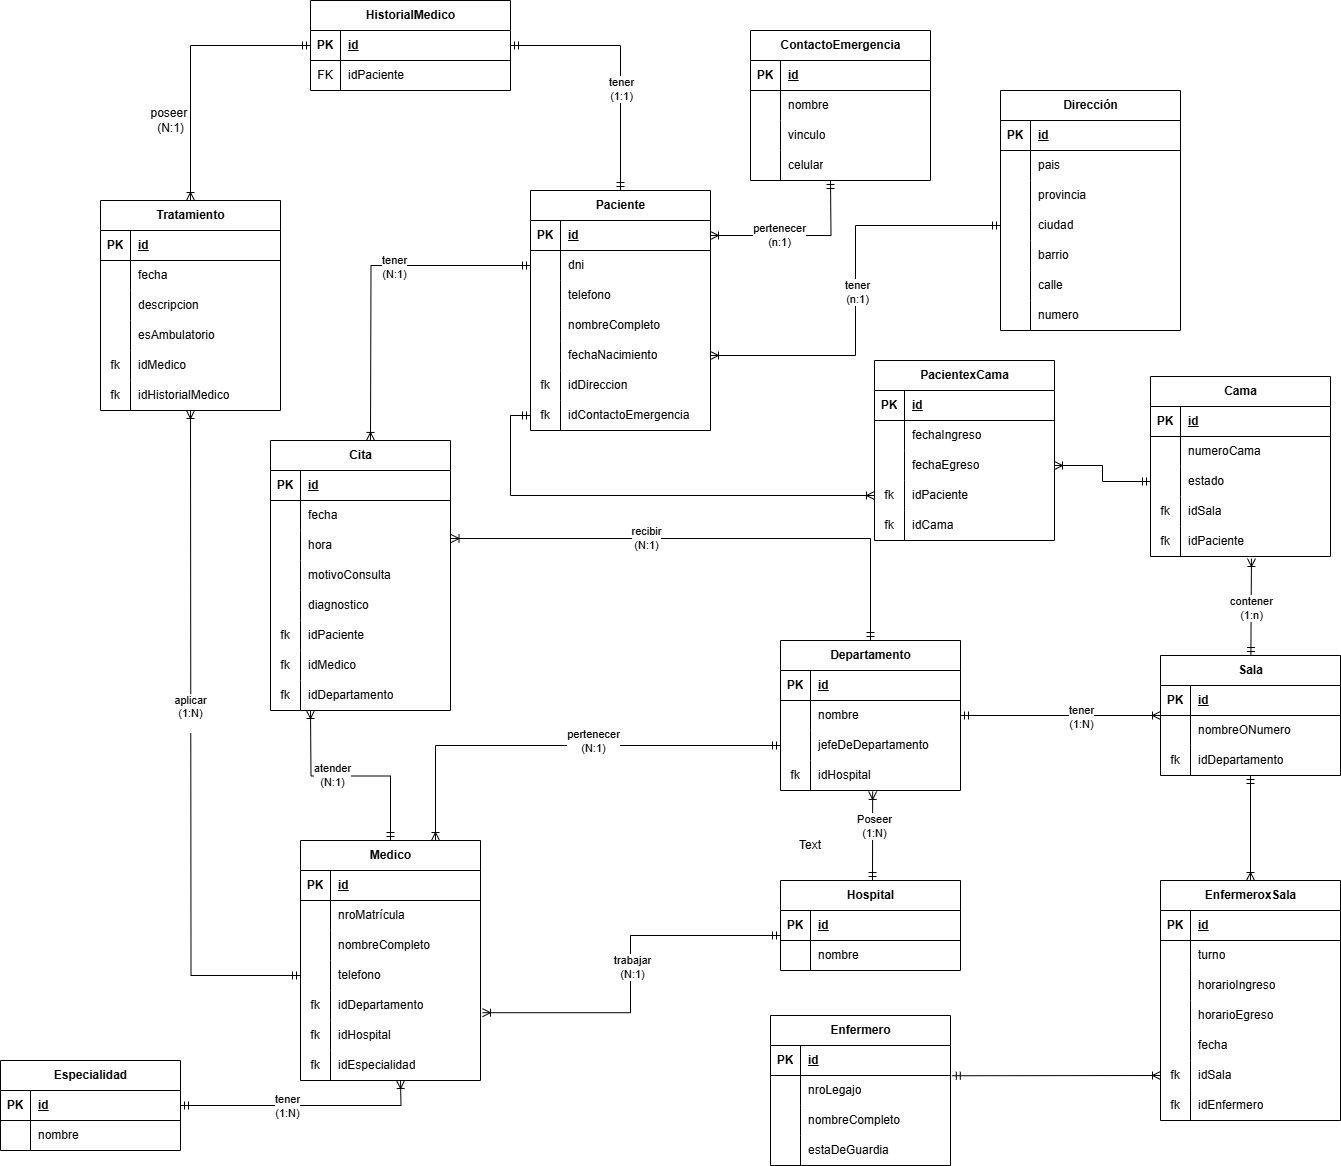 HistorialMedico
PK id
FK idPaciente
ContactoEmergencia
PK id
nombre
vinculo
celular
Dirección
PK id
pais
provincia
ciudad
barrio
calle
numero
tener
(1:1)
poseer
(N:1)
Tratamiento
PK id
fecha
descripcion
esAmbulatorio
fk idMedico
fk idHistorialMedico
Paciente
PK id
dni
telefono
nombreCompleto
fechaNacimiento
fk idDireccion
fk idContactoEmergencia
pertenecer
(n:1)
tener
(n:1)
tener
(N:1)
PacientexCama
PK id
fechaIngreso
fechaEgreso
fk idPaciente
fk idCama
Cama
PK id
numeroCama
estado
fk idSala
fk idPaciente
Cita
PK id
fecha
hora
motivoConsulta
diagnostico
fk idPaciente
fk idMedico
fk idDepartamento
recibir
(N:1)
contener
(1:n)
Departamento
PK id
nombre
jefeDeDepartamento
fk idHospital
Sala
PK id
nombreONumero
fk idDepartamento
tener
(1:N)
aplicar
(1:N)
pertenecer
(N:1)
atender
(N:1)
Poseer
(1:N)
Text
Medico
PK id
nroMatrícula
nombreCompleto
telefono
fk idDepartamento
fk idHospital
fk idEspecialidad
Hospital
PK id
nombre
trabajar
(N:1)
EnfermeroxSala
PK id
turno
horarioIngreso
horarioEgreso
fecha
fk idSala
fk idEnfermero
Enfermero
PK id
nroLegajo
nombreCompleto
estaDeGuardia
Especialidad
PK id
nombre
tener
(1:N)